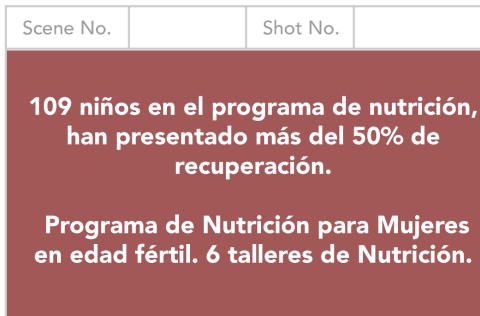 Scene No.
Shot No.
109 niños en el programa de nutrición,
han presentado más del 50% de
recuperación.
Programa de Nutrición para Mujeres
en edad fértil. 6 talleres de Nutrición.